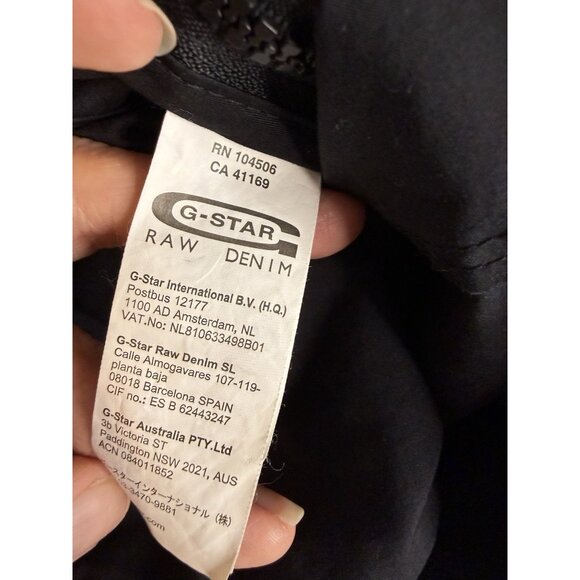 RN 104506
CA 41169
G-STAR
RAW DENIM
G-Star International B.V. (H.Q.)
Postbus 12177
1100 AD Amsterdam, NL
VAT.No: NL810633498B01
G-Star Raw Denim SL
Calle Almogavares 107-119-
planta baja
08018 Barcelona SPAIN
CIF no.: ES B 62443247
G-Star Australia PTY.Ltd
3b Victoria ST
Paddington NSW 2021, AUS
ACN 084011852
スターインターナショナル (株)
3470-9881
.com